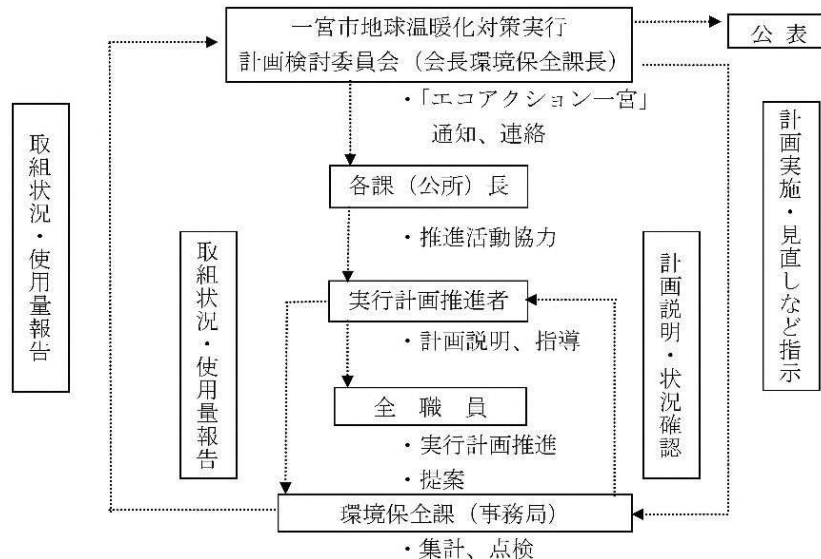 一宮市地球温暖化対策実行
計画検討委員会（会長環境保全課長）
公 表
・「エコアクション一宮」
通知、連絡
各課（公所）長
・推進活動協力
実行計画推進者
・計画説明、指導
全 職 員
・実行計画推進
・提案
環境保全課（事務局）
・集計、点検
取組状況・使用量報告
取組状況・使用量報告
計画説明・状況確認
計画実施・見直しなど指示